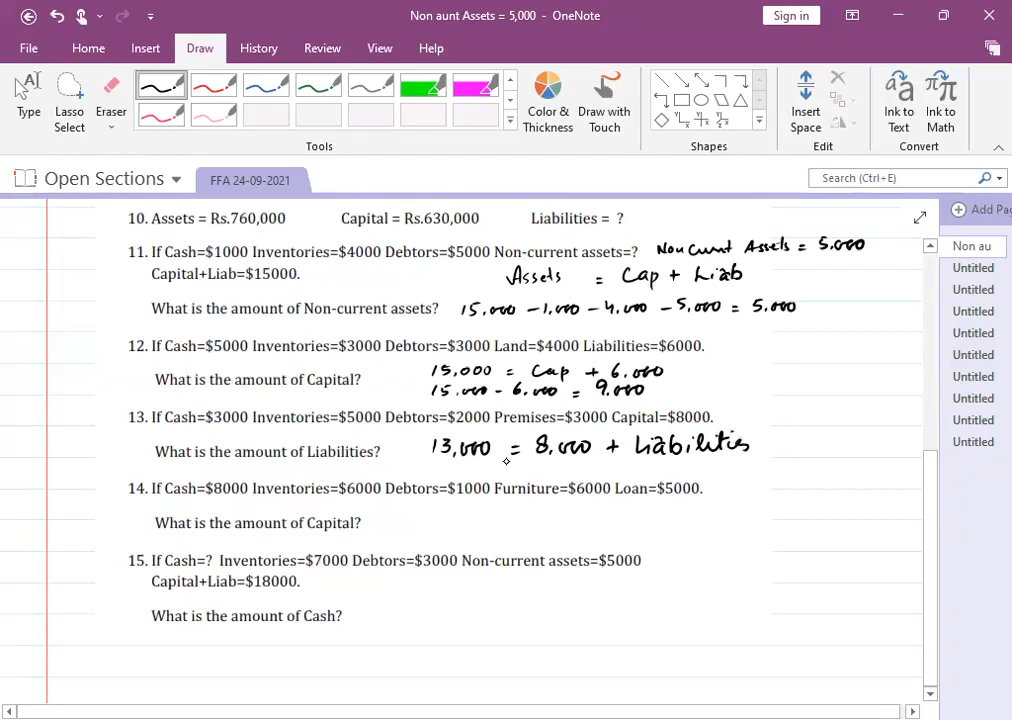 Non aunt Assets = 5,000 - OneNote
Sign in
File Home Insert Draw History Review View Help
Type
Lasso Select
Eraser
Color & Thickness
Draw with Touch
Insert Space
Ink to Text
Ink to Math
Tools
Shapes
Edit
Convert
Open Sections
FFA 24-09-2021
Search (Ctrl+E)
Add Pag
10. Assets = Rs.760,000 Capital = Rs.630,000 Liabilities = ?
11. If Cash=$1000 Inventories=$4000 Debtors=$5000 Non-current assets=? Non Curnt Assets = 5.000
Capital+Liab=$15000. Assets = Cap + Liab
What is the amount of Non-current assets? 15,000 - 1,000 - 4,000 - 5,000 = 5,000
12. If Cash=$5000 Inventories=$3000 Debtors=$3000 Land=$4000 Liabilities=$6000.
What is the amount of Capital? 15,000 = Cap + 6.000
15,000 - 6.000 = 9.000
13. If Cash=$3000 Inventories=$5000 Debtors=$2000 Premises=$3000 Capital=$8000.
What is the amount of Liabilities? 13,000 = 8,000 + Liabilities
14. If Cash=$8000 Inventories=$6000 Debtors=$1000 Furniture=$6000 Loan=$5000.
What is the amount of Capital?
15. If Cash=? Inventories=$7000 Debtors=$3000 Non-current assets=$5000
Capital+Liab=$18000.
What is the amount of Cash?
Non au
Untitled
Untitled
Untitled
Untitled
Untitled
Untitled
Untitled
Untitled
Untitled